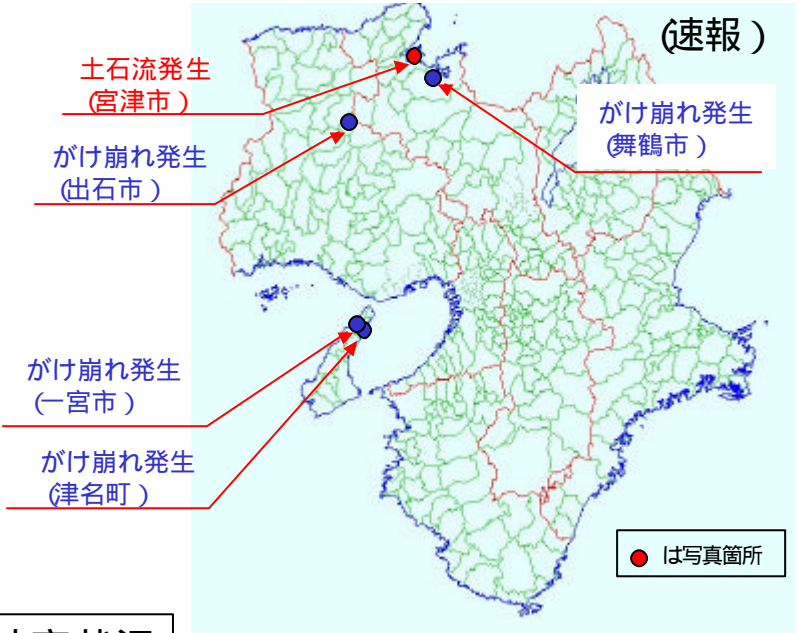 (速報)
土石流発生
(宮津市)
がけ崩れ発生
(舞鶴市)
がけ崩れ発生
(出石市)
がけ崩れ発生
(一宮市)
がけ崩れ発生
(津名町)
は写真箇所